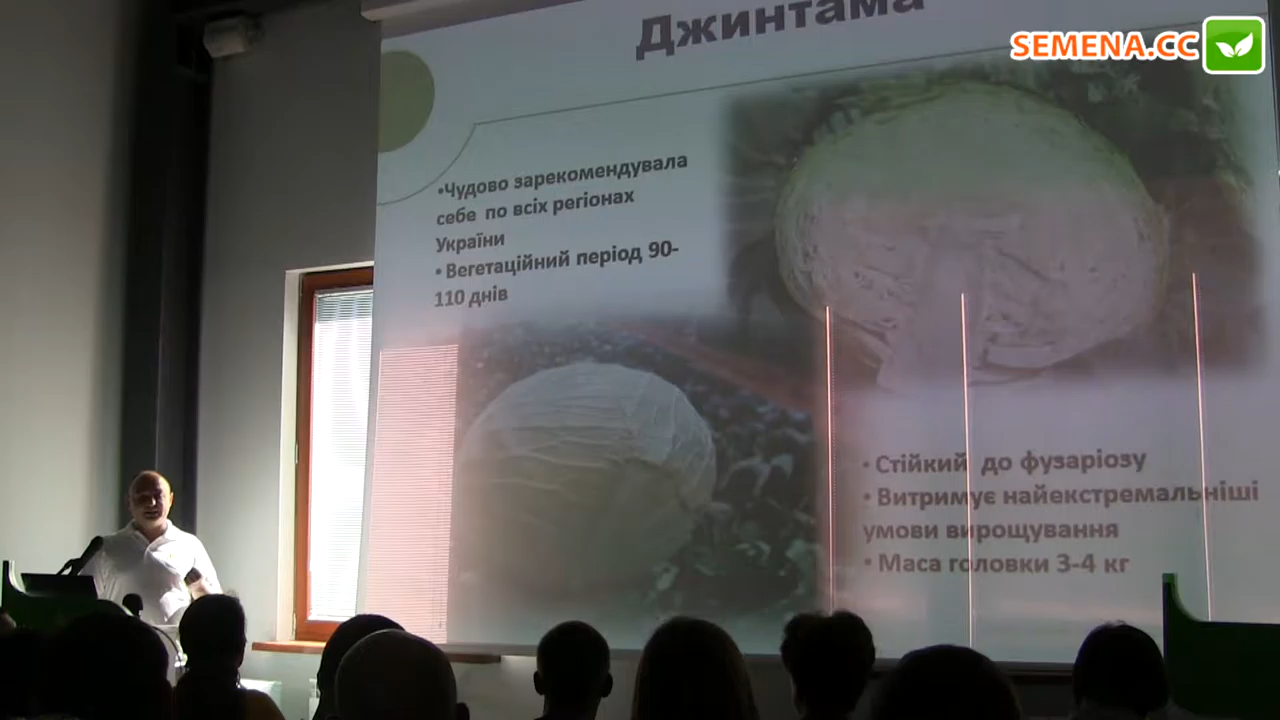 Джинтама
SEMENA.CC
•Чудово зарекомендувала
себе по всіх регіонах
України
• Вегетаційний період 90-
110 днів
• Стійкий до фузаріозу
• Витримує найекстремальніші
умови вирощування
• Маса головки 3-4 кг